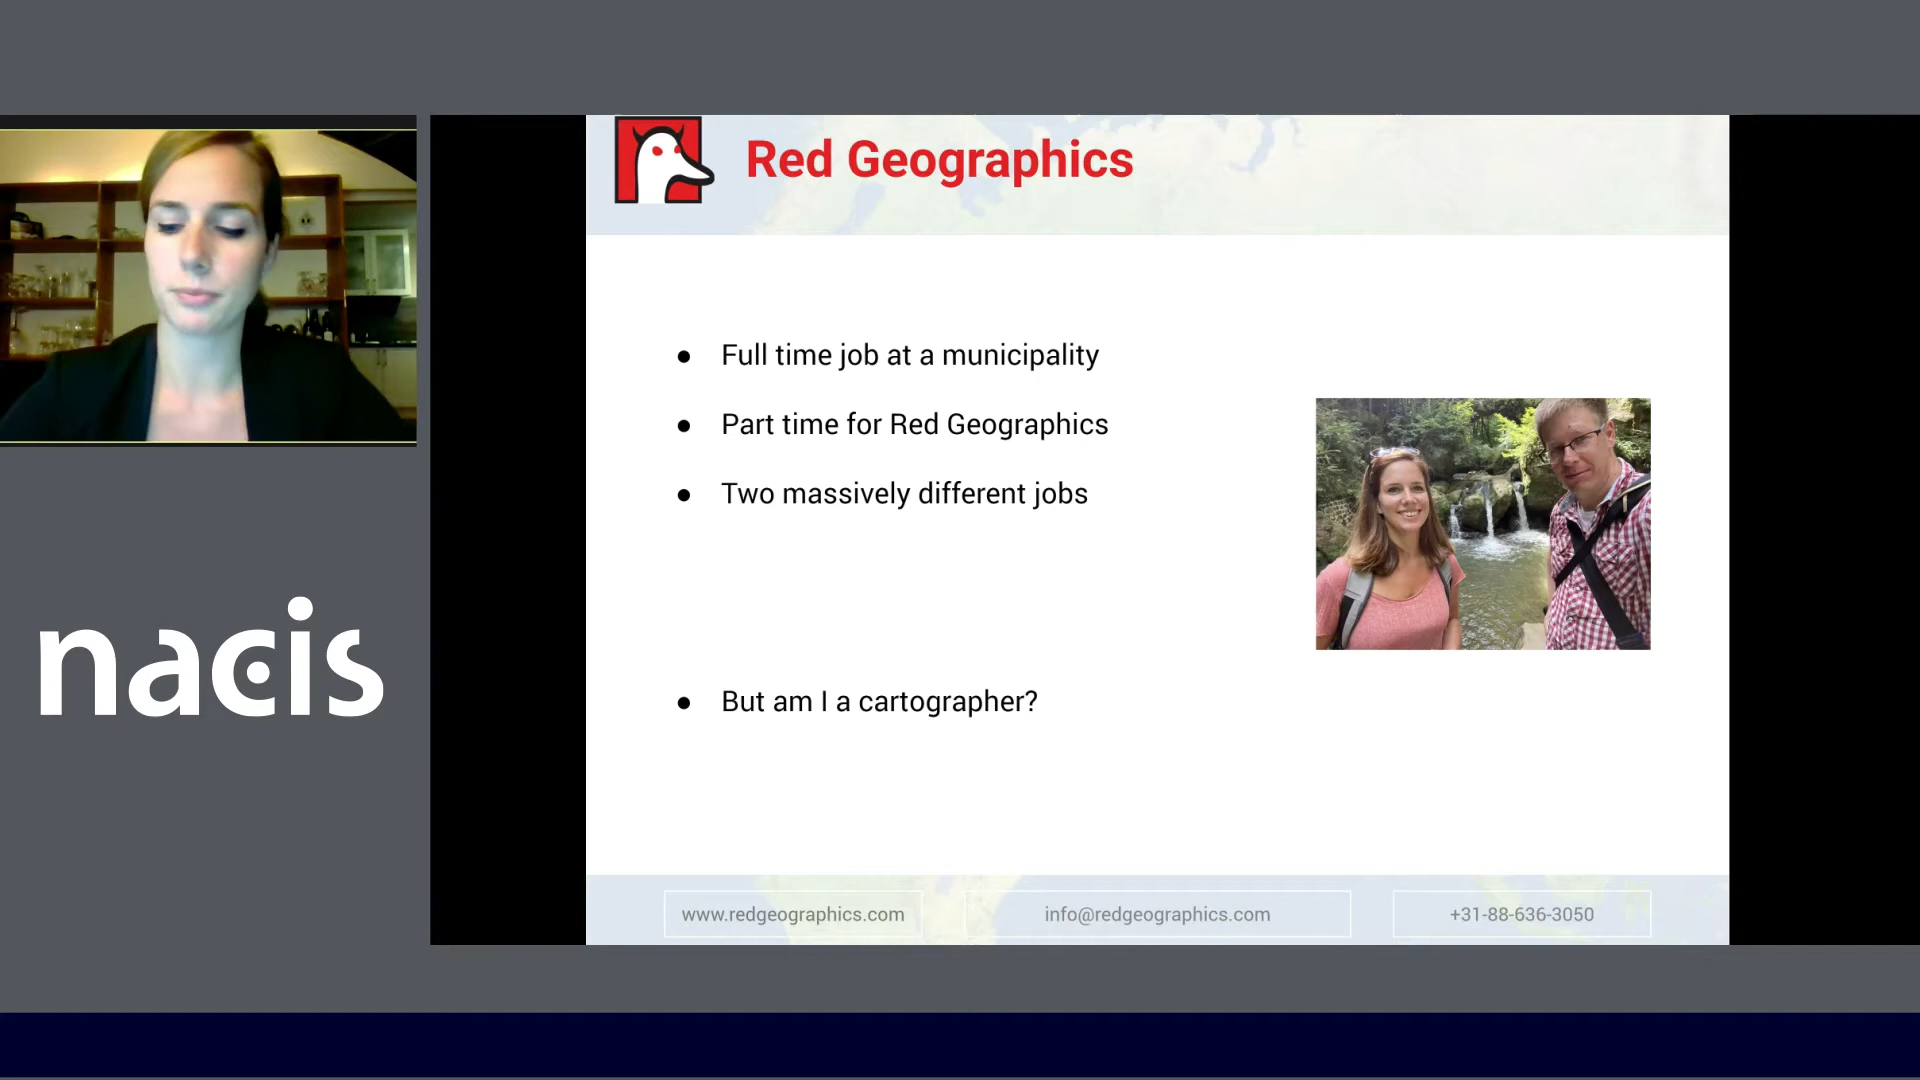 Red Geographics
● Full time job at a municipality
● Part time for Red Geographics
● Two massively different jobs
● But am I a cartographer?
www.redgeographics.com
info@redgeographics.com
+31-88-636-3050
nacis